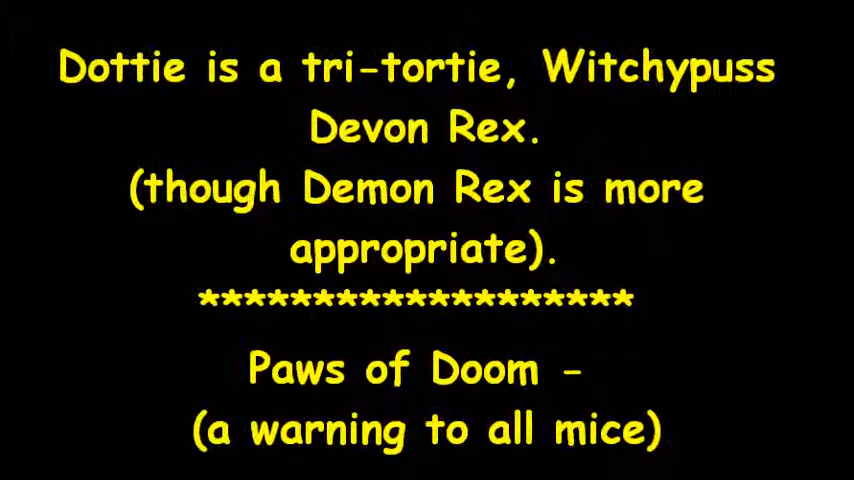 Dottie is a tri-tortie, Witchypuss
Devon Rex.
(though Demon Rex is more
appropriate).
*******************
Paws of Doom -
(a warning to all mice)